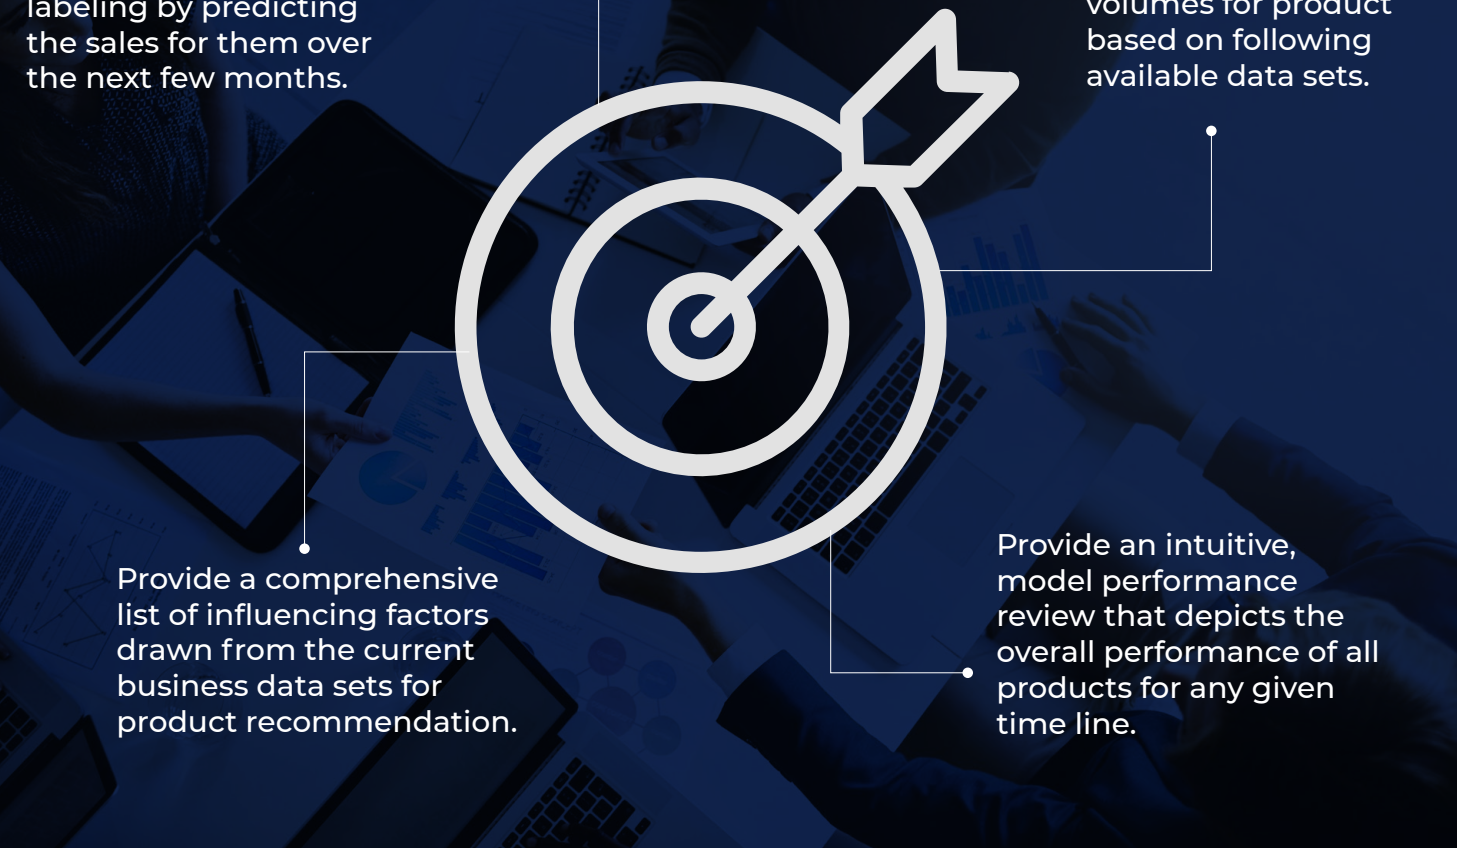 labeling by predicting
the sales for them over
the next few months.
volumes for product
based on following
available data sets.
Provide a comprehensive
list of influencing factors
drawn from the current
business data sets for
product recommendation.
Provide an intuitive,
model performance
review that depicts the
overall performance of all
products for any given
time line.